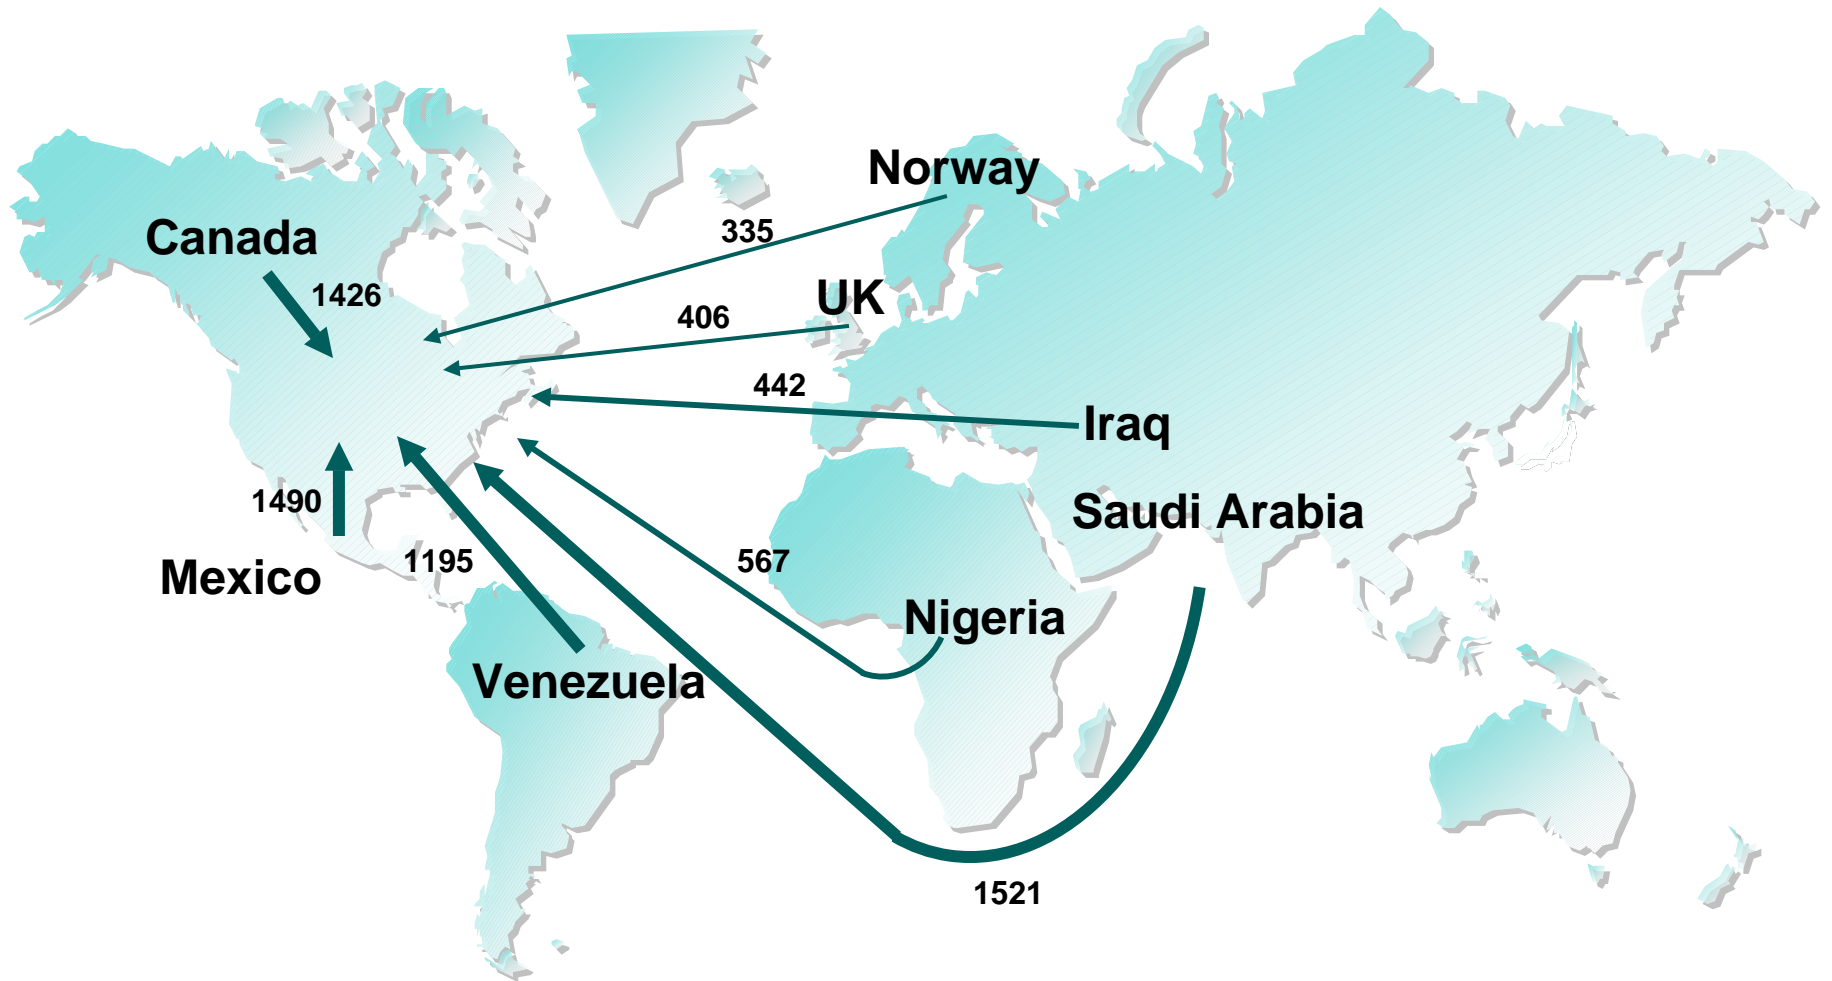 Norway
335
Canada
1426
UK
406
442
Iraq
1490
Saudi Arabia
1195
567
Mexico
Nigeria
Venezuela
1521